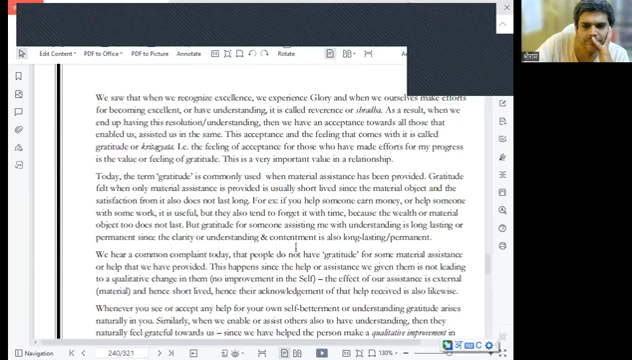 Edit Content PDF to Office PDF to Picture Annotate Rotate
We saw that when we recognize excellence, we experience Glory and when we ourselves make efforts
for becoming excellent, or have understanding, it is called reverence or shradha. As a result, when we
end up having this resolution/understanding, then we have an acceptance towards all those that
enabled us, assisted us in the same. This acceptance and the feeling that comes with it is called
gratitude or kritagyata. I.e. the feeling of acceptance for those who have made efforts for my progress
is the value or feeling of gratitude. This is a very important value in a relationship.
Today, the term 'gratitude' is commonly used when material assistance has been provided. Gratitude
felt when only material assistance is provided is usually short lived since the material object and the
satisfaction from it also does not last long. For ex: if you help someone earn money, or help someone
with some work, it is useful, but they also tend to forget it with time, because the wealth or material
object too does not last. But gratitude for someone assisting me with understanding is long lasting or
permanent since the clarity or understanding & contentment is also long-lasting/permanent.
We hear a common complaint today, that people do not have 'gratitude' for some material assistance
or help that we have provided. This happens since the help or assistance we given them is not leading
to a qualitative change in them (no improvement in the Self) – the effect of our assistance is external
(material) and hence short lived, hence their acknowledgement of that help received is also likewise.
Whenever you see or accept any help for your own self-betterment or understanding gratitude arises
naturally in you. Similarly, when we enable or assist others also to have understanding, then they
naturally feel grateful towards us – since we have helped the person make a qualitative improvement in
Navigation 240/321 130%